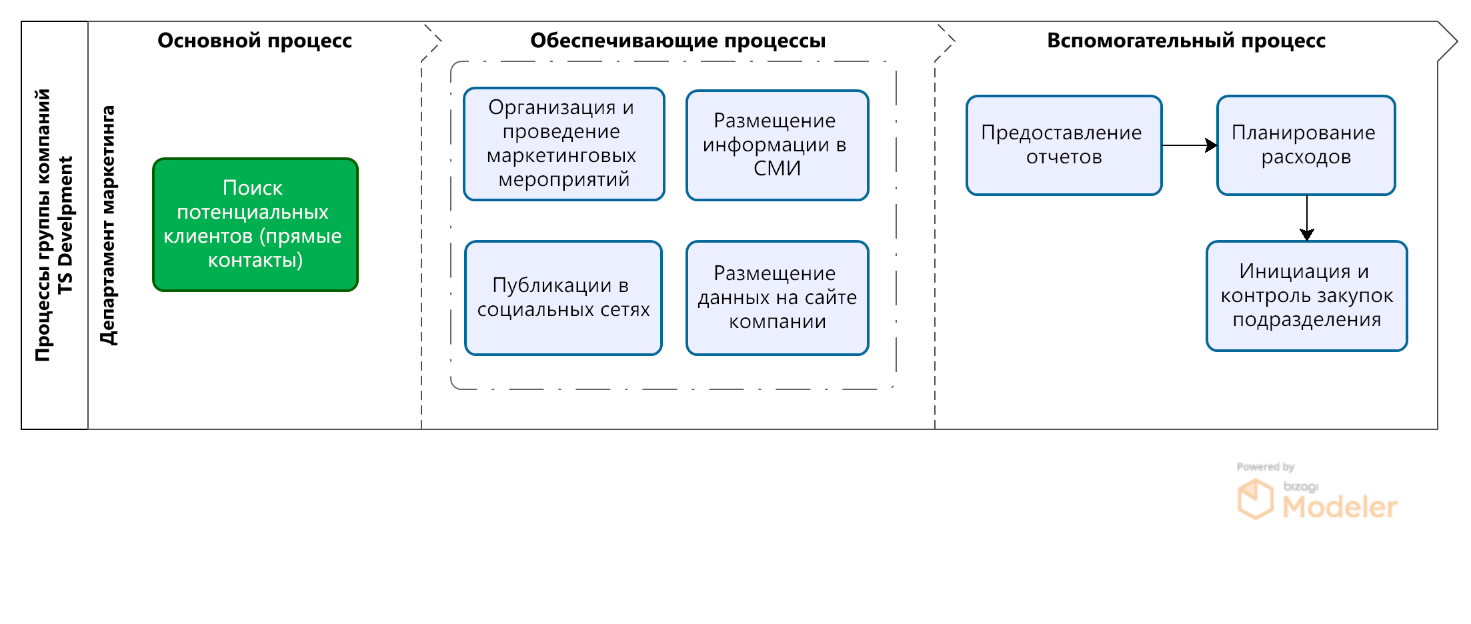 Процессы группы компаний
TS Develpment
Департамент маркетинга
Основной процесс
Поиск
потенциальных
клиентов (прямые
контакты)
Обеспечивающие процессы
Организация и
проведение
маркетинговых
мероприятий
Размещение
информации в
СМИ
Публикации в
социальных сетях
Размещение
данных на сайте
компании
Вспомогательный процесс
Предоставление
отчетов
Планирование
расходов
Инициация и
контроль закупок
подразделения
Powered by
bizagi
Modeler